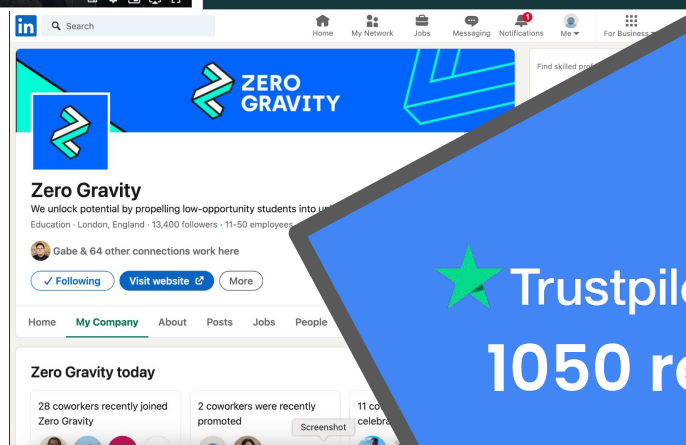 in
Search
Home
My Network
Jobs
Messaging
1
Notifications
Me
For Business
ZERO
GRAVITY
Find skilled
Zero Gravity
We unlock potential by propelling low-opportunity students into
Education · London, England · 13,400 followers · 11-50 employees
Gabe & 64 other connections work here
✓ Following
Visit website
More
Home
My Company
About
Posts
Jobs
People
Trustpil
1050 re
Zero Gravity today
28 coworkers recently joined
Zero Gravity
2 coworkers were recently
promoted
11 co
celebra
Screenshot